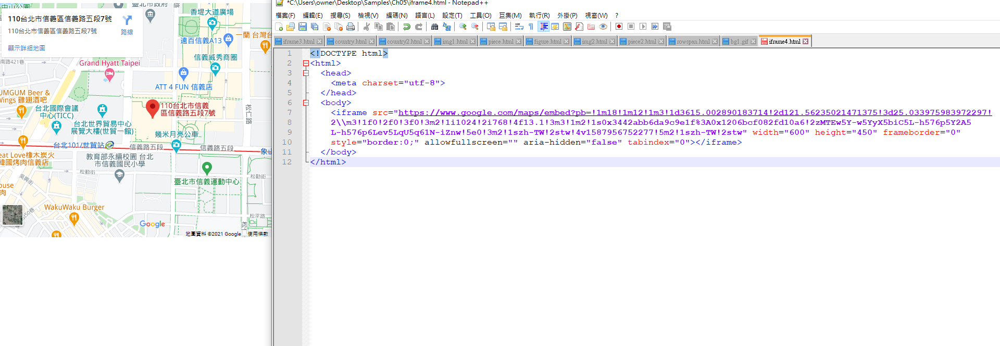 臺北市政府
香堤大道廣場
110台北市信義區信義路五段7號
110台北市信義區信義路五段7號
路線
顯示詳細地圖
遠百信義A13
一蘭 台灣台
信義威秀商圈
南路421巷
Grand Hyatt Taipei
ATT 4 FUN 信義店
UMGUM Beer &
Wings 雞翅酒吧
台北國際會議
中心(TICC)
110台北市信義
區信義路五段7號
松仁路
台北世界貿易中心
展覽大樓(世貿一館)
幾米月亮公車
台北101/世貿站
信義路五段
信義路五段
象山
eat Love橡木炭火
韓國烤肉信義店
教育部永續校園 台北
市信義國民小學
松勤街
松勤街
吳興街
臺北市信義運動中心
ouse
肉
WakuWaku Burger
50巷
松平路
Google
地圖資料 ©2021 Google
使用條款
*C:\Users\owner\Desktop\Samples\Ch05\iframe4.html - Notepad++
檔案(F) 編輯(E) 搜尋(S) 檢視(V) 編碼(N) 語言(L) 設定(T) 工具(O) 巨集(M) 執行(R) 外掛(P) 視窗(W) ?
iframe3.html country.html country2.html img1.html piece.html figure.html img2.html piece2.html rowspan.html bg1.gif iframe4.html
1 <!DOCTYPE html>
2 <html>
3 <head>
4 <meta charset="utf-8">
5 </head>
6 <body>
7 <iframe src="https://www.google.com/maps/embed?pb=!1m18!1m12!1m3!1d3615.002890183714!2d121.56235021471375!3d25.033975983972297!
8 2\\m3!1f0!2f0!3f0!3m2!1i1024!2i768!4f13.1!3m3!1m2!1s0x3442abb6da9c9e1f%3A0x1206bcf082fd10a6!2zMTEw5Y-w5YyX5biC5L-h576p5Y2A5
9 L-h576p6Lev5LqU5q61N-iZnw!5e0!3m2!1szh-TW!2stw!4v1587956752277!5m2!1szh-TW!2stw" width="600" height="450" frameborder="0"
10 style="border:0;" allowfullscreen="" aria-hidden="false" tabindex="0"></iframe>
11 </body>
12 </html>